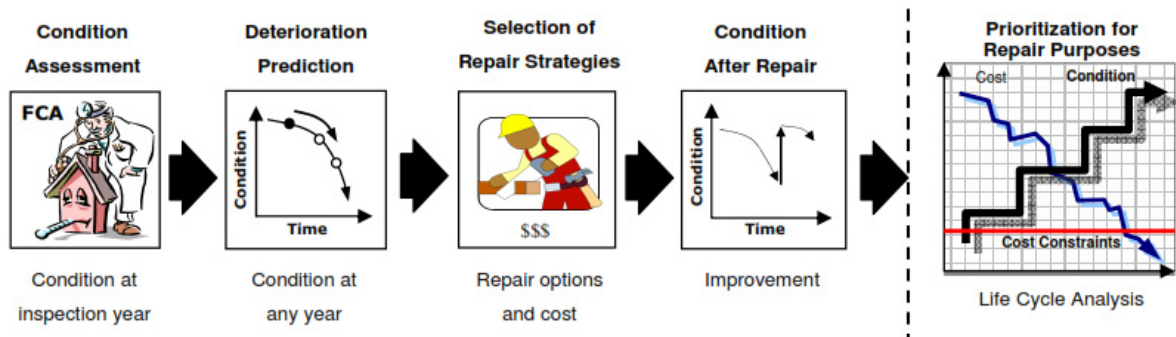 Condition
Assessment
FCA
Condition at
inspection year
Deterioration
Prediction
Condition
Time
Condition at
any year
Selection of
Repair Strategies
$$$
Repair options
and cost
Condition
After Repair
Condition
Time
Improvement
Prioritization for
Repair Purposes
Cost
Condition
Cost Constraints
Life Cycle Analysis